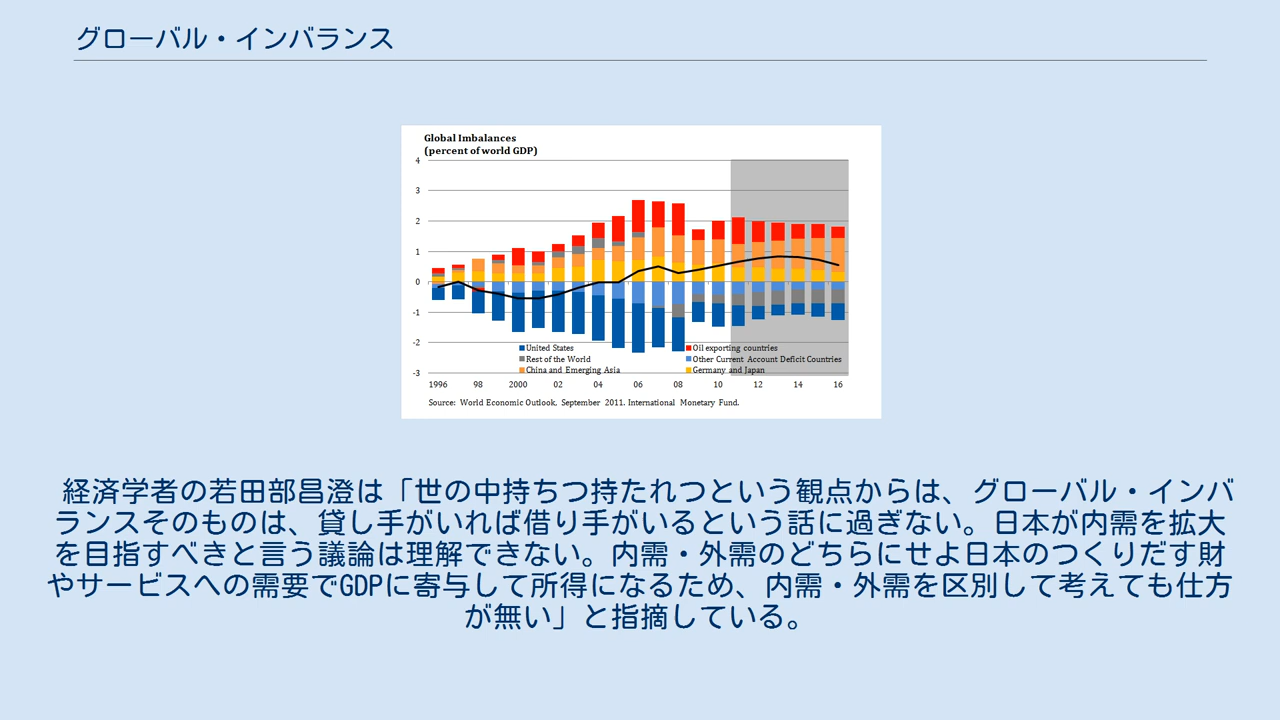 グローバル・インバランス
Global Imbalances
(percent of world GDP)
4
3
2
1
0
-1
-2
-3
United States
Oil exporting countries
Rest of the World
Other Current Account Deficit Countries
China and Emerging Asia
Germany and Japan
1996 98 2000 02 04 06 08 10 12 14 16
Source: World Economic Outlook, September 2011, International Monetary Fund.
経済学者の若田部昌澄は「世の中持ちつ持たれつという観点からは、グローバル・インバ
ランスそのものは、貸し手がいれば借り手がいるという話に過ぎない。日本が内需を拡大
を目指すべきと言う議論は理解できない。内需・外需のどちらにせよ日本のつくりだす財
やサービスへの需要でGDPに寄与して所得になるため、内需・外需を区別して考えても仕方
が無い」と指摘している。